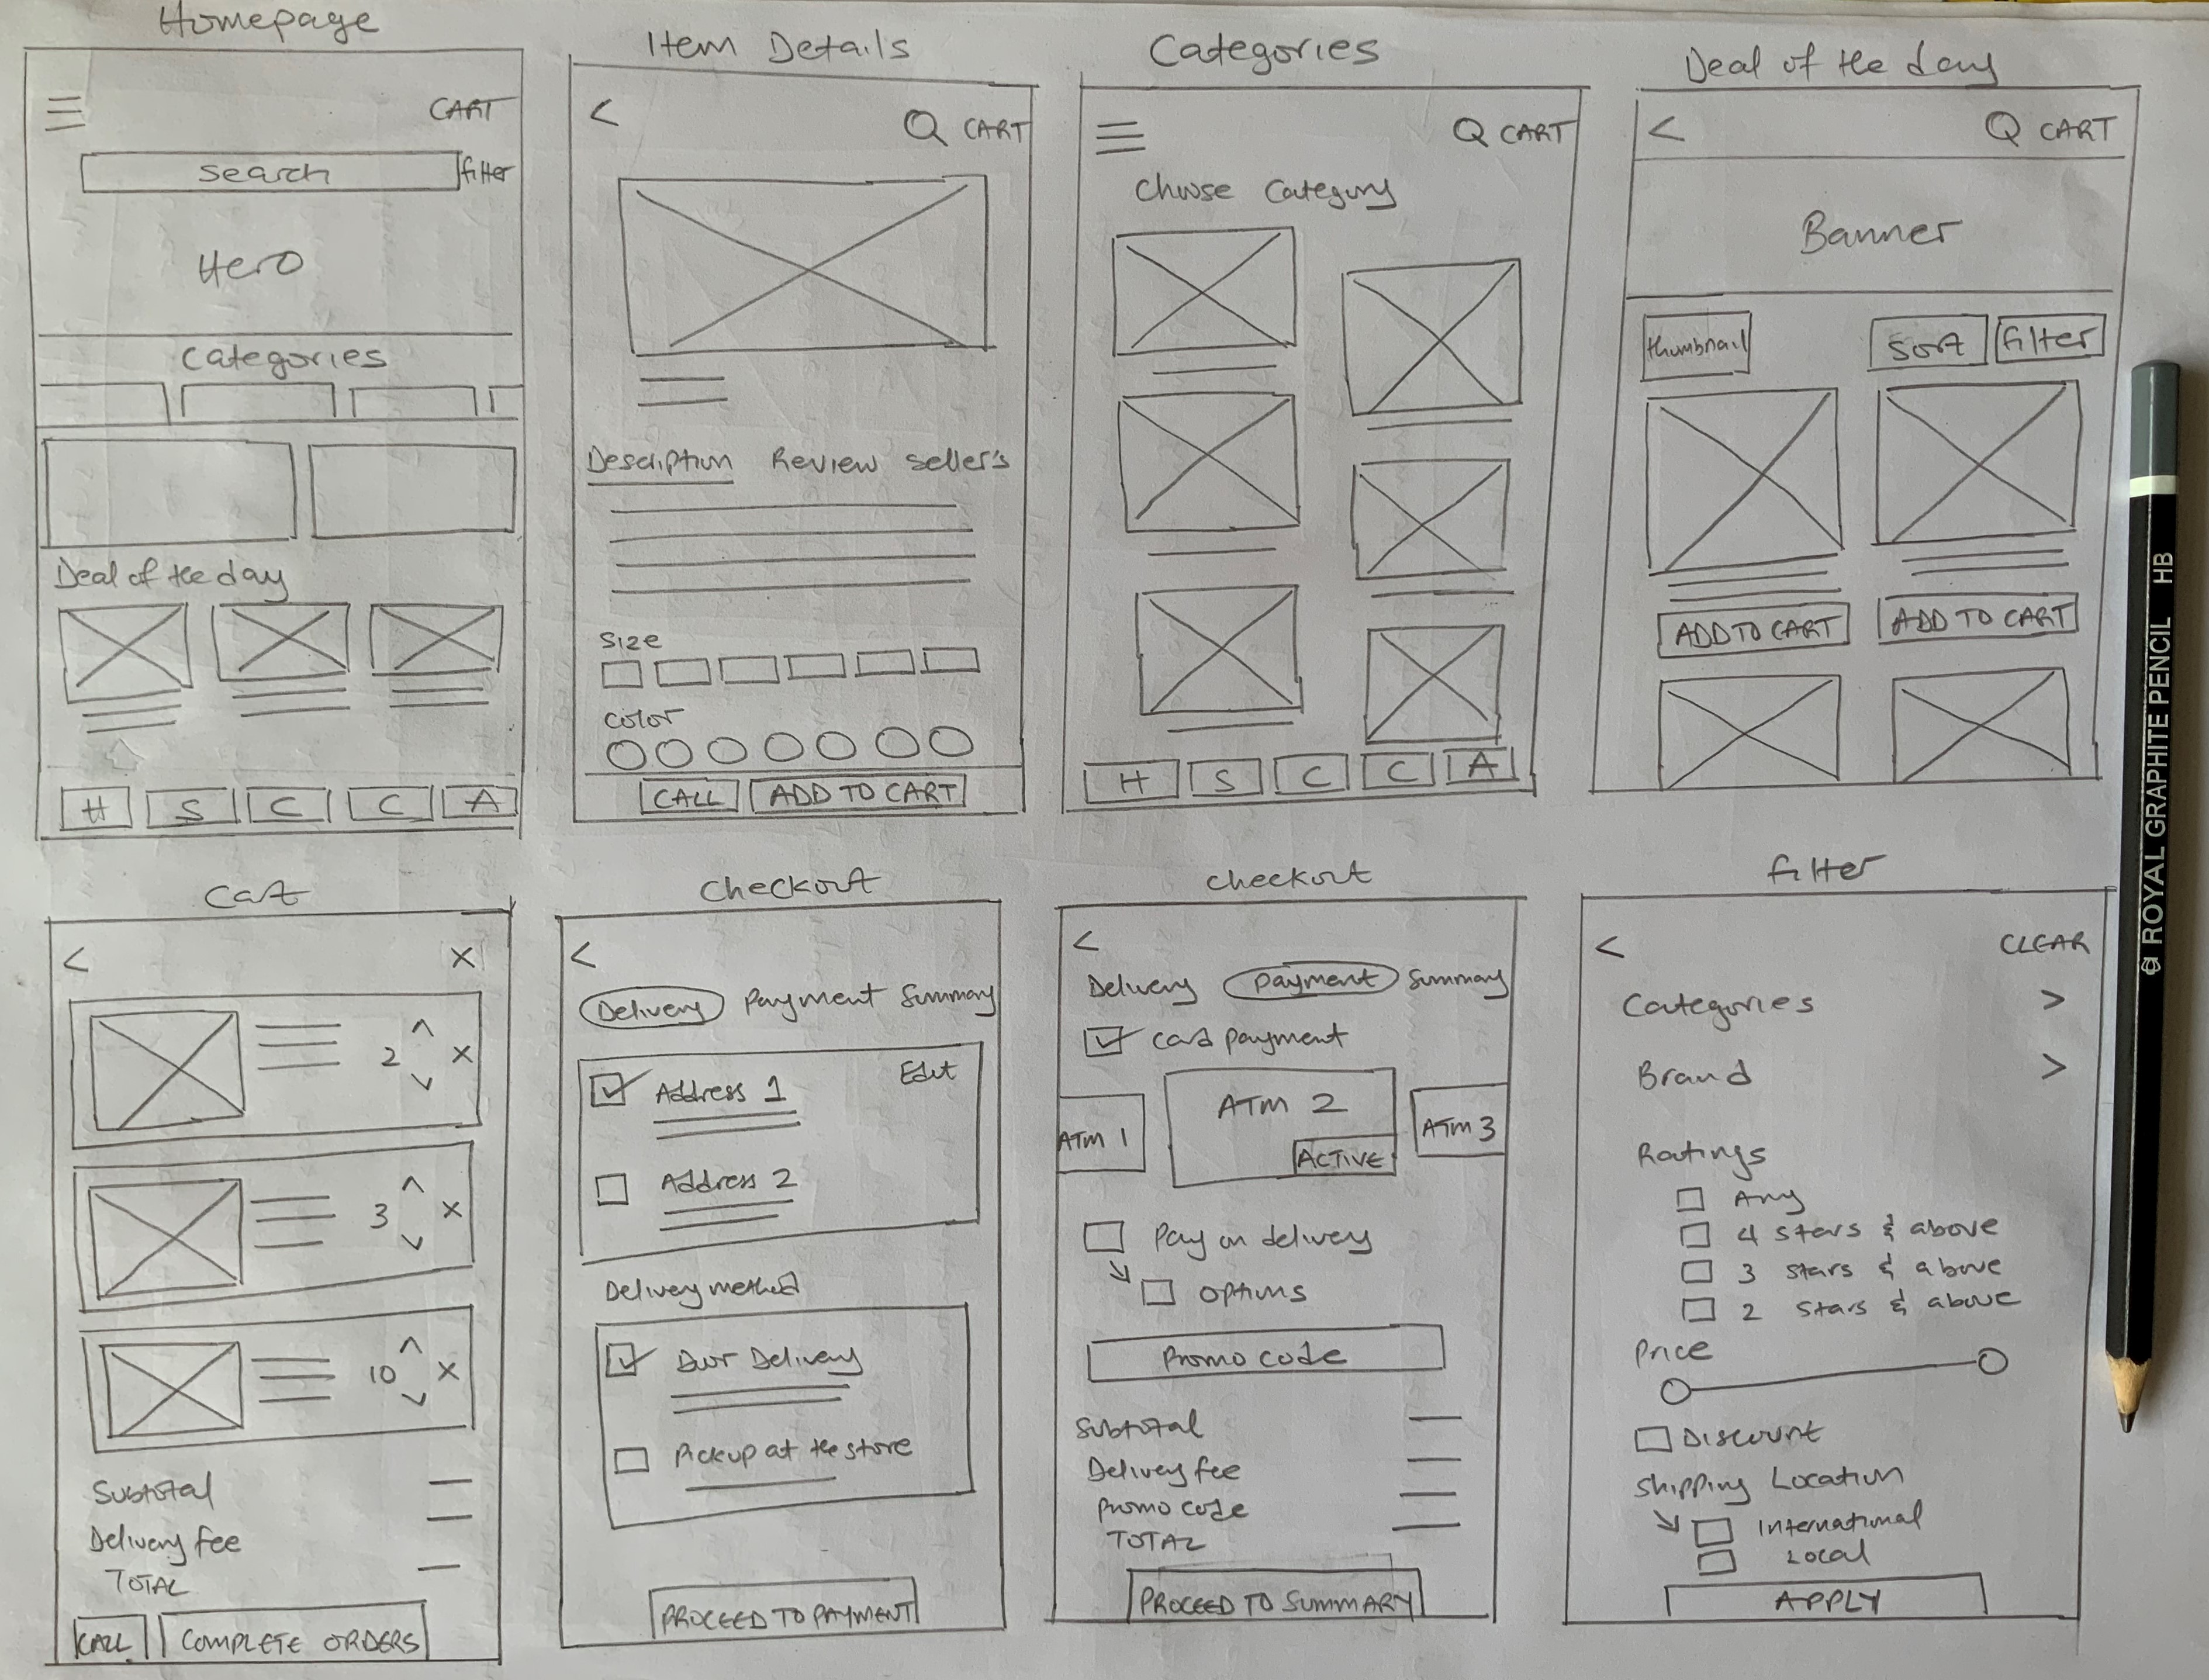 Homepage
CART
search
filter
Hero
Categories
Deal of the day
H S C C A
Item Details
< Q CART
Description Review Seller's
Size
Color
CALL ADD TO CART
Categories
Q CART
Choose Category
H S C C A
Deal of the day
< Q CART
Banner
thumbnail Sort filter
ADD TO CART ADD TO CART
Cart
< X
2 X
3 X
10 X
Subtotal
Delivery fee
TOTAL
CALL COMPLETE ORDERS
Checkout
<
Delivery Payment Summary
Address 1 Edit
Address 2
Delivery method
Door Delivery
Pickup at the store
PROCEED TO PAYMENT
checkout
<
Delivery Payment Summary
Card payment
ATM 1 ATM 2 ATM 3
ACTIVE
Pay on delivery
options
Promo code
Subtotal
Delivery fee
promo code
TOTAL
PROCEED TO SUMMARY
filter
< CLEAR
Categories >
Brand >
Ratings
Any
4 stars & above
3 stars & above
2 stars & above
Price
Discount
Shipping Location
International
Local
APPLY
ROYAL GRAPHITE PENCIL HB